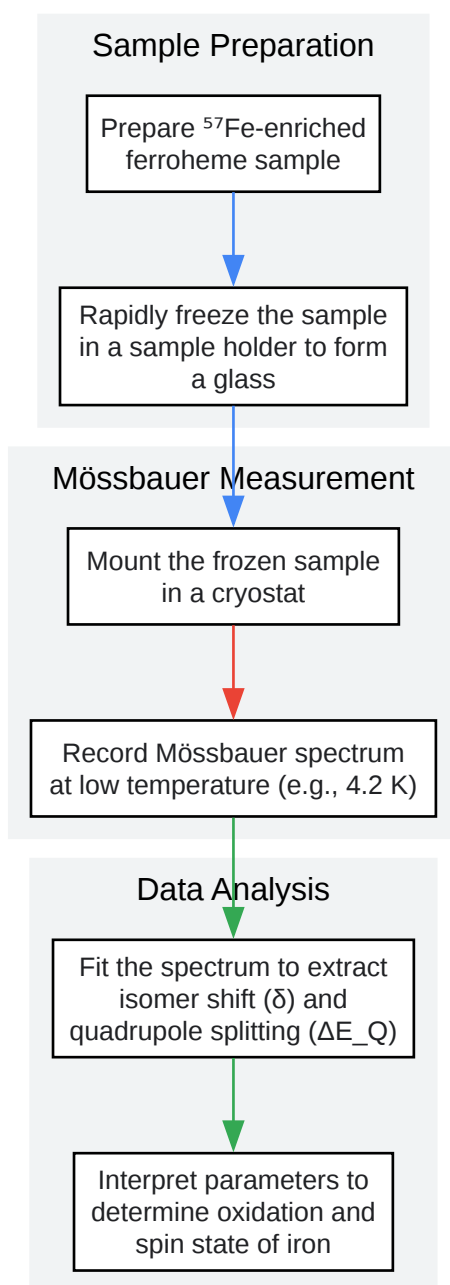 Sample Preparation
Prepare ⁵⁷Fe-enriched
ferroheme sample
Rapidly freeze the sample
in a sample holder to form
a glass
Mössbauer Measurement
Mount the frozen sample
in a cryostat
Record Mössbauer spectrum
at low temperature (e.g., 4.2 K)
Data Analysis
Fit the spectrum to extract
isomer shift (δ) and
quadrupole splitting (ΔE_Q)
Interpret parameters to
determine oxidation and
spin state of iron